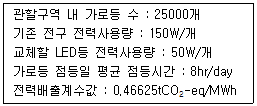 관할구역 내 가로등 수 : 25000개
기존 전구 전력사용량 : 150W/개
교체할 LED등 전력사용량 : 50W/개
가로등 점등일 평균 점등시간 : 8hr/day
전력배출계수값 : 0.46625tCO₂-eq/MWh